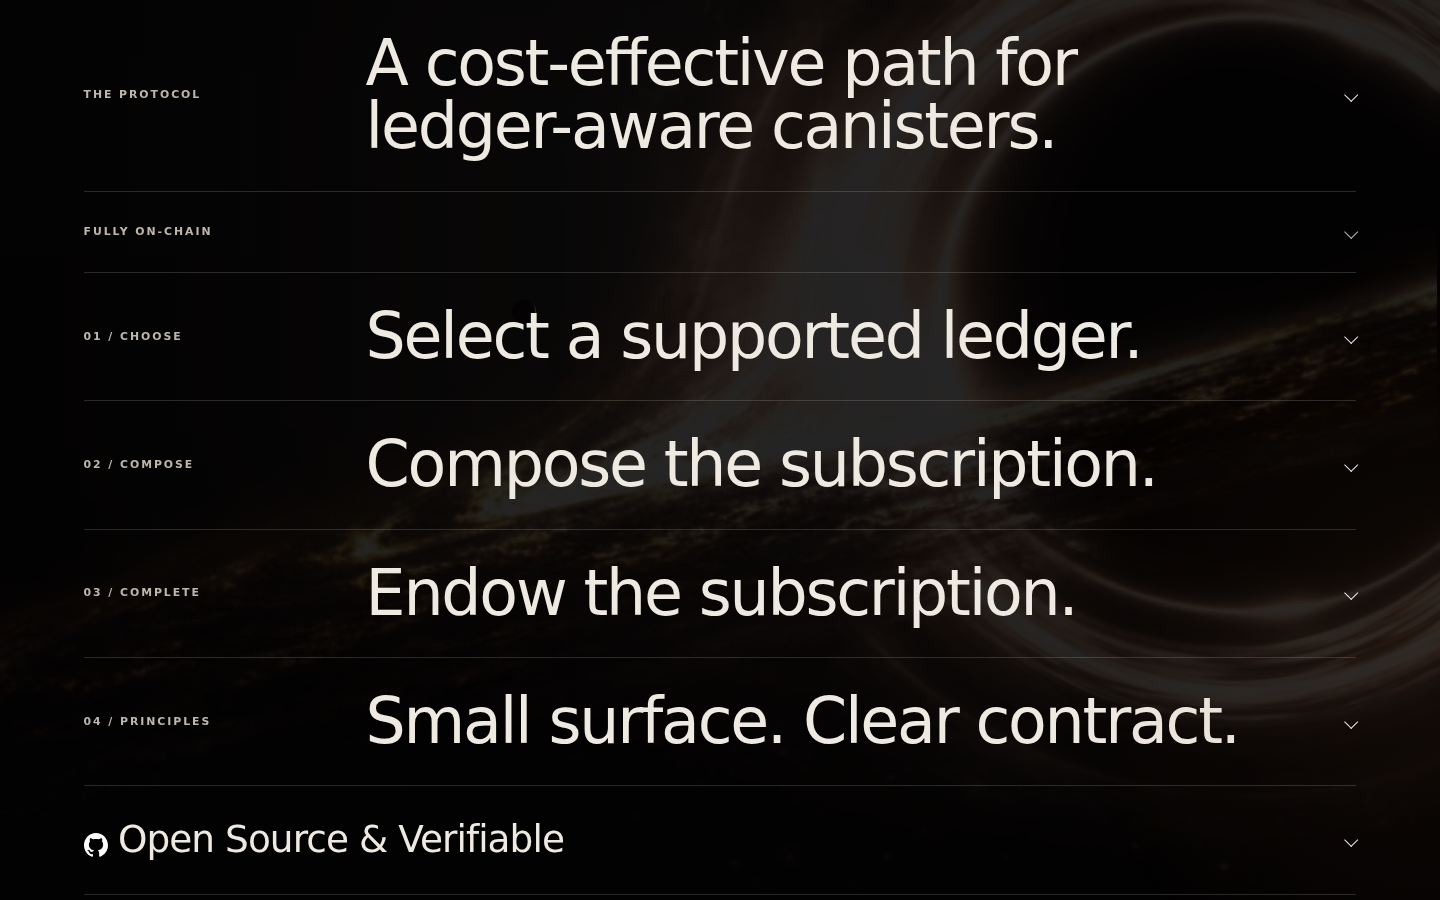 THE PROTOCOL
A cost-effective path for
ledger-aware canisters.
FULLY ON-CHAIN
01 / CHOOSE
Select a supported ledger.
02 / COMPOSE
Compose the subscription.
03 / COMPLETE
Endow the subscription.
04 / PRINCIPLES
Small surface. Clear contract.
Open Source & Verifiable